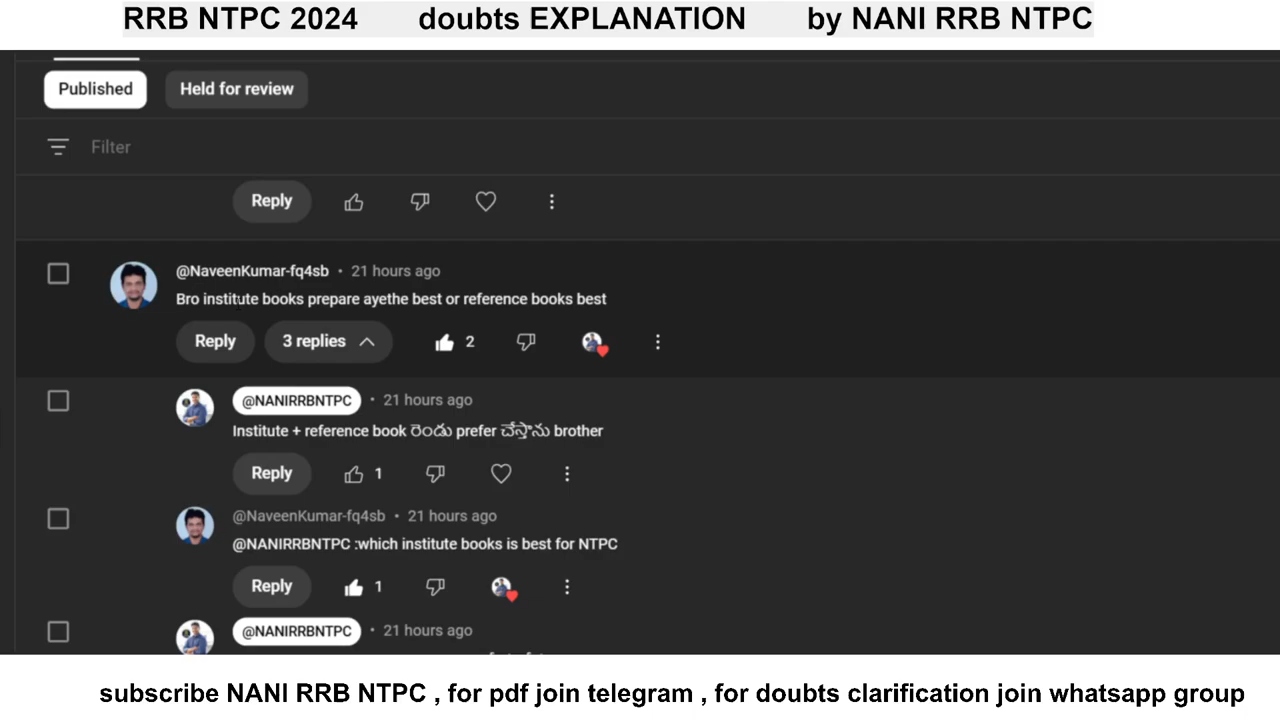 RRB NTPC 2024 doubts EXPLANATION by NANI RRB NTPC
Published Held for review
Filter
Reply
@NaveenKumar-fq4sb • 21 hours ago
Bro institute books prepare ayethe best or reference books best
Reply 3 replies 2
@NANIRRBNTPC • 21 hours ago
Institute + reference book రెండు prefer చేస్తాను brother
Reply 1
@NaveenKumar-fq4sb • 21 hours ago
@NANIRRBNTPC :which institute books is best for NTPC
Reply 1
@NANIRRBNTPC • 21 hours ago
subscribe NANI RRB NTPC , for pdf join telegram , for doubts clarification join whatsapp group